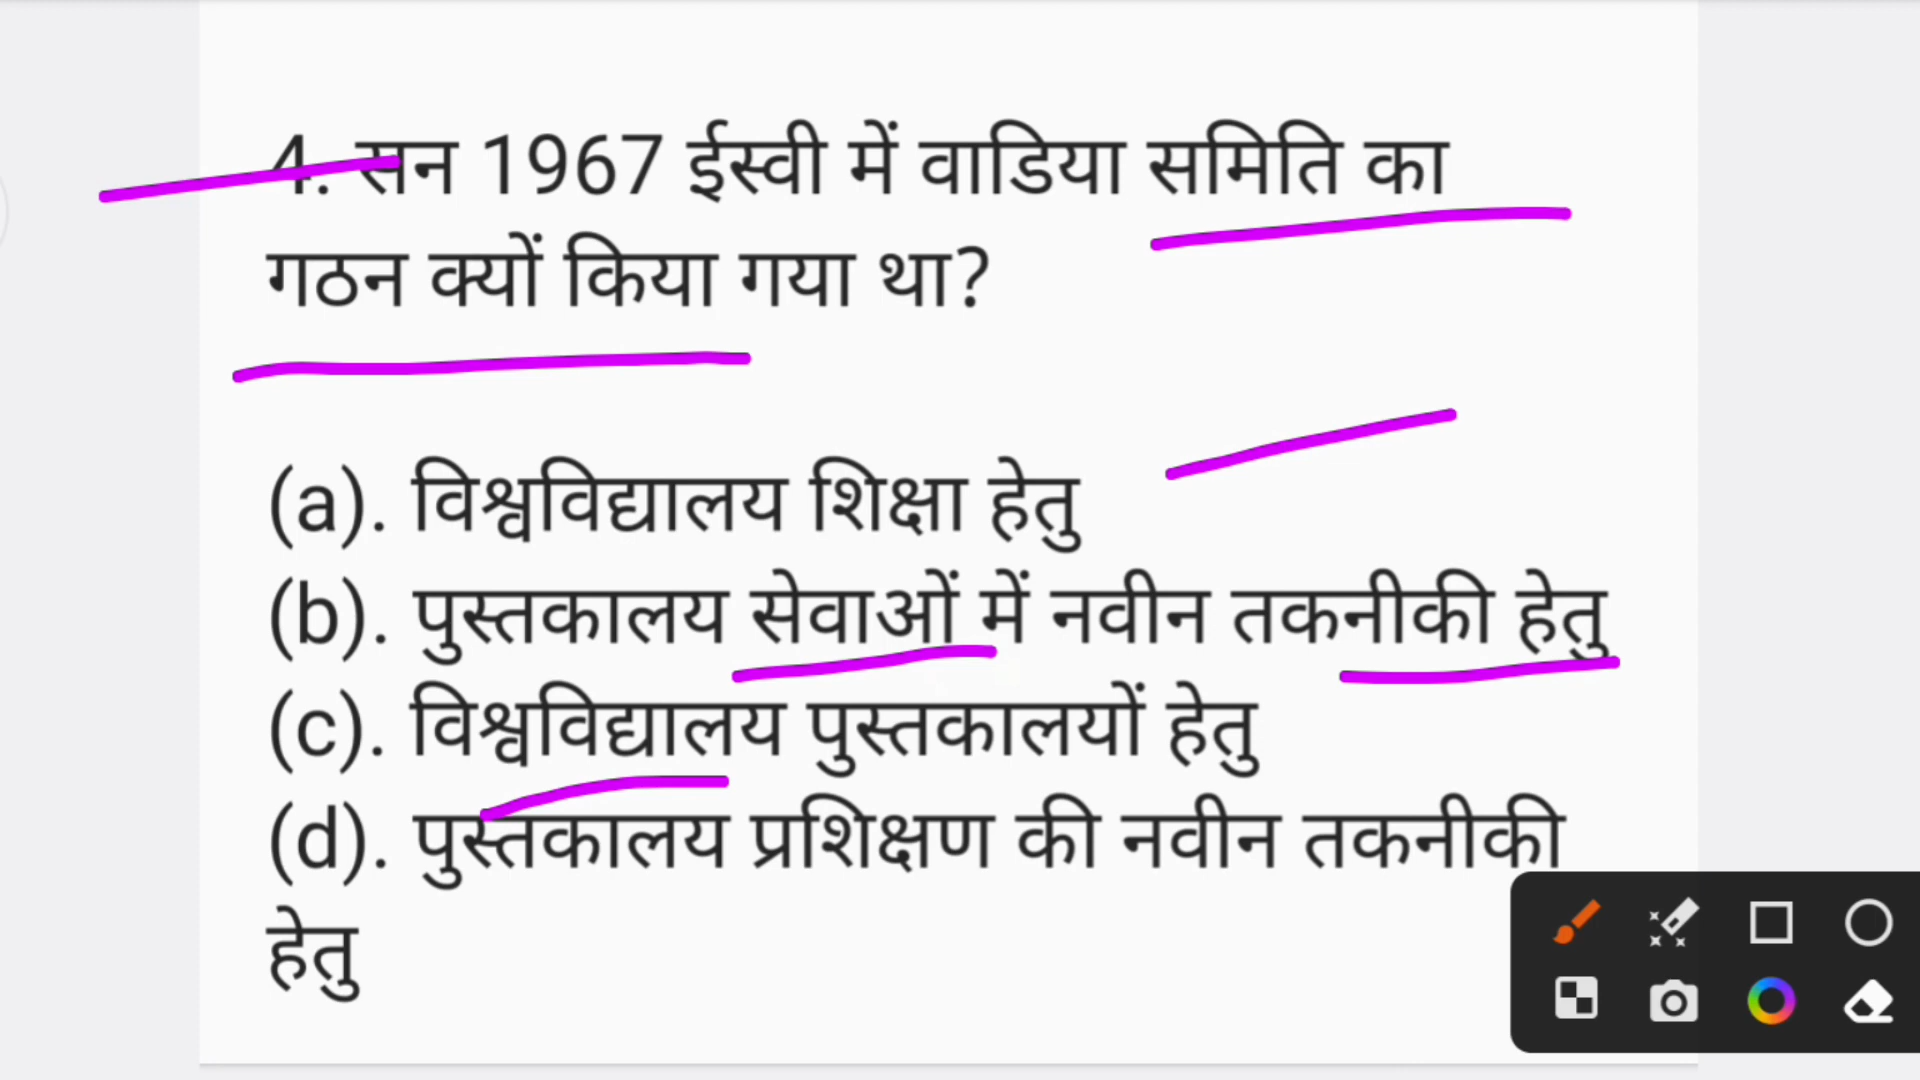 4. सन 1967 ईस्वी में वाडिया समिति का
गठन क्यों किया गया था?
(a). विश्वविद्यालय शिक्षा हेतु
(b). पुस्तकालय सेवाओं में नवीन तकनीकी हेतु
(c). विश्वविद्यालय पुस्तकालयों हेतु
(d). पुस्तकालय प्रशिक्षण की नवीन तकनीकी
हेतु